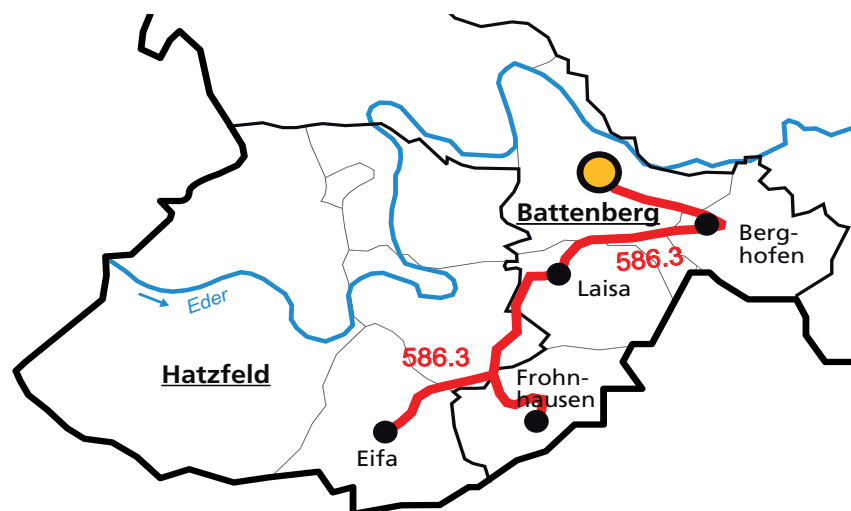 Battenberg
Berg-
hofen
586.3
Laisa
Eder
586.3
Hatzfeld
Frohn-
hausen
Eifa